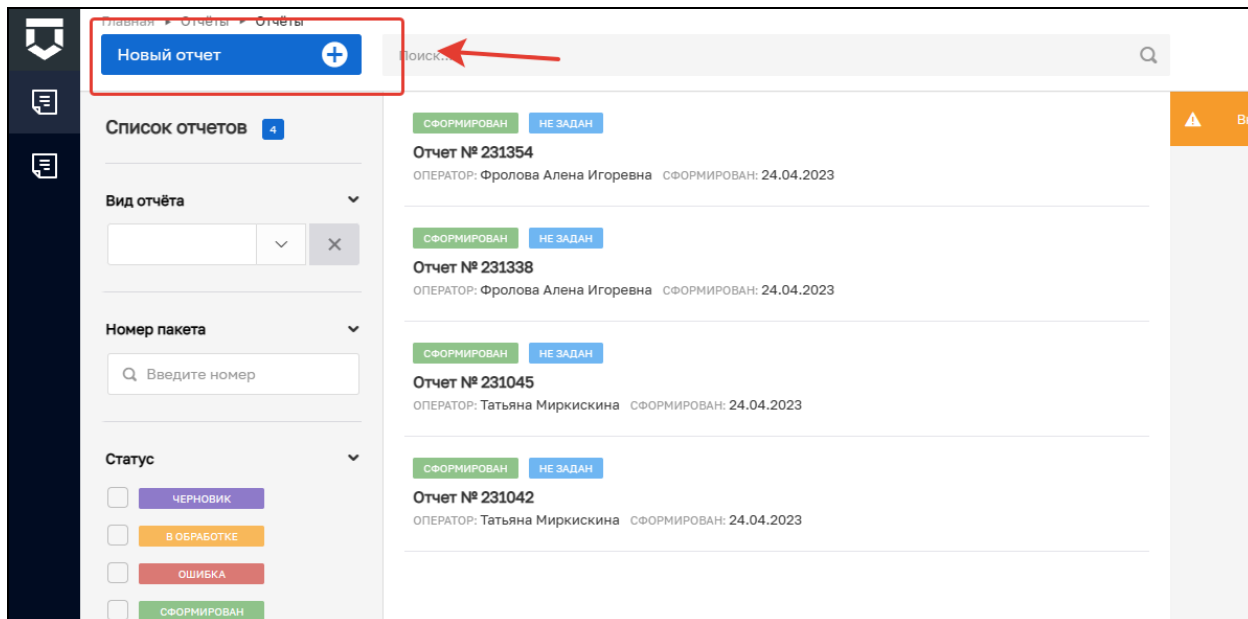 Главная ▸ Отчёты ▸ Отчёты
Новый отчет
Поиск...
Список отчетов 4
Вид отчёта
Номер пакета
Введите номер
Статус
ЧЕРНОВИК
В ОБРАБОТКЕ
ОШИБКА
СФОРМИРОВАН
СФОРМИРОВАН НЕ ЗАДАН
Отчет № 231354
ОПЕРАТОР: Фролова Алена Игоревна СФОРМИРОВАН: 24.04.2023
СФОРМИРОВАН НЕ ЗАДАН
Отчет № 231338
ОПЕРАТОР: Фролова Алена Игоревна СФОРМИРОВАН: 24.04.2023
СФОРМИРОВАН НЕ ЗАДАН
Отчет № 231045
ОПЕРАТОР: Татьяна Миркискина СФОРМИРОВАН: 24.04.2023
СФОРМИРОВАН НЕ ЗАДАН
Отчет № 231042
ОПЕРАТОР: Татьяна Миркискина СФОРМИРОВАН: 24.04.2023